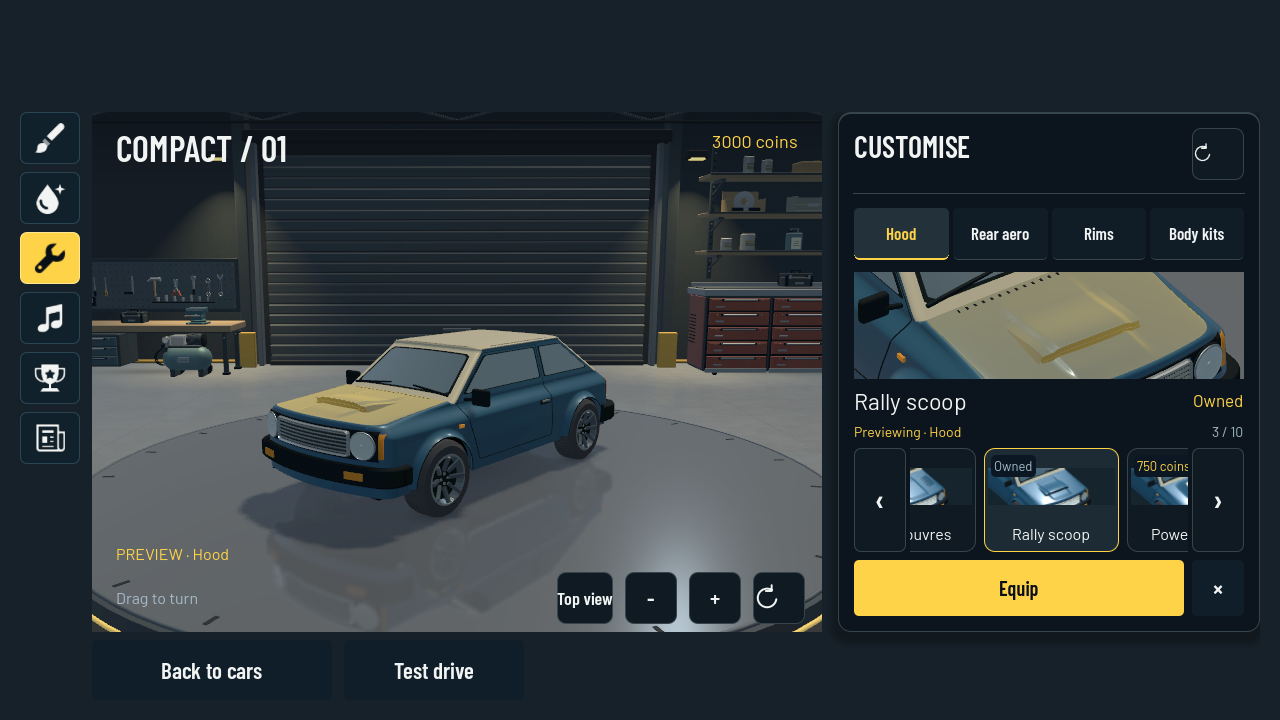 COMPACT / 01
3000 coins
PREVIEW · Hood
Drag to turn
Top view
-
+
Back to cars
Test drive
CUSTOMISE
Hood
Rear aero
Rims
Body kits
Rally scoop
Owned
Previewing · Hood
3 / 10
‹
ouvres
Owned
Rally scoop
750 coins
Powe
›
Equip
×